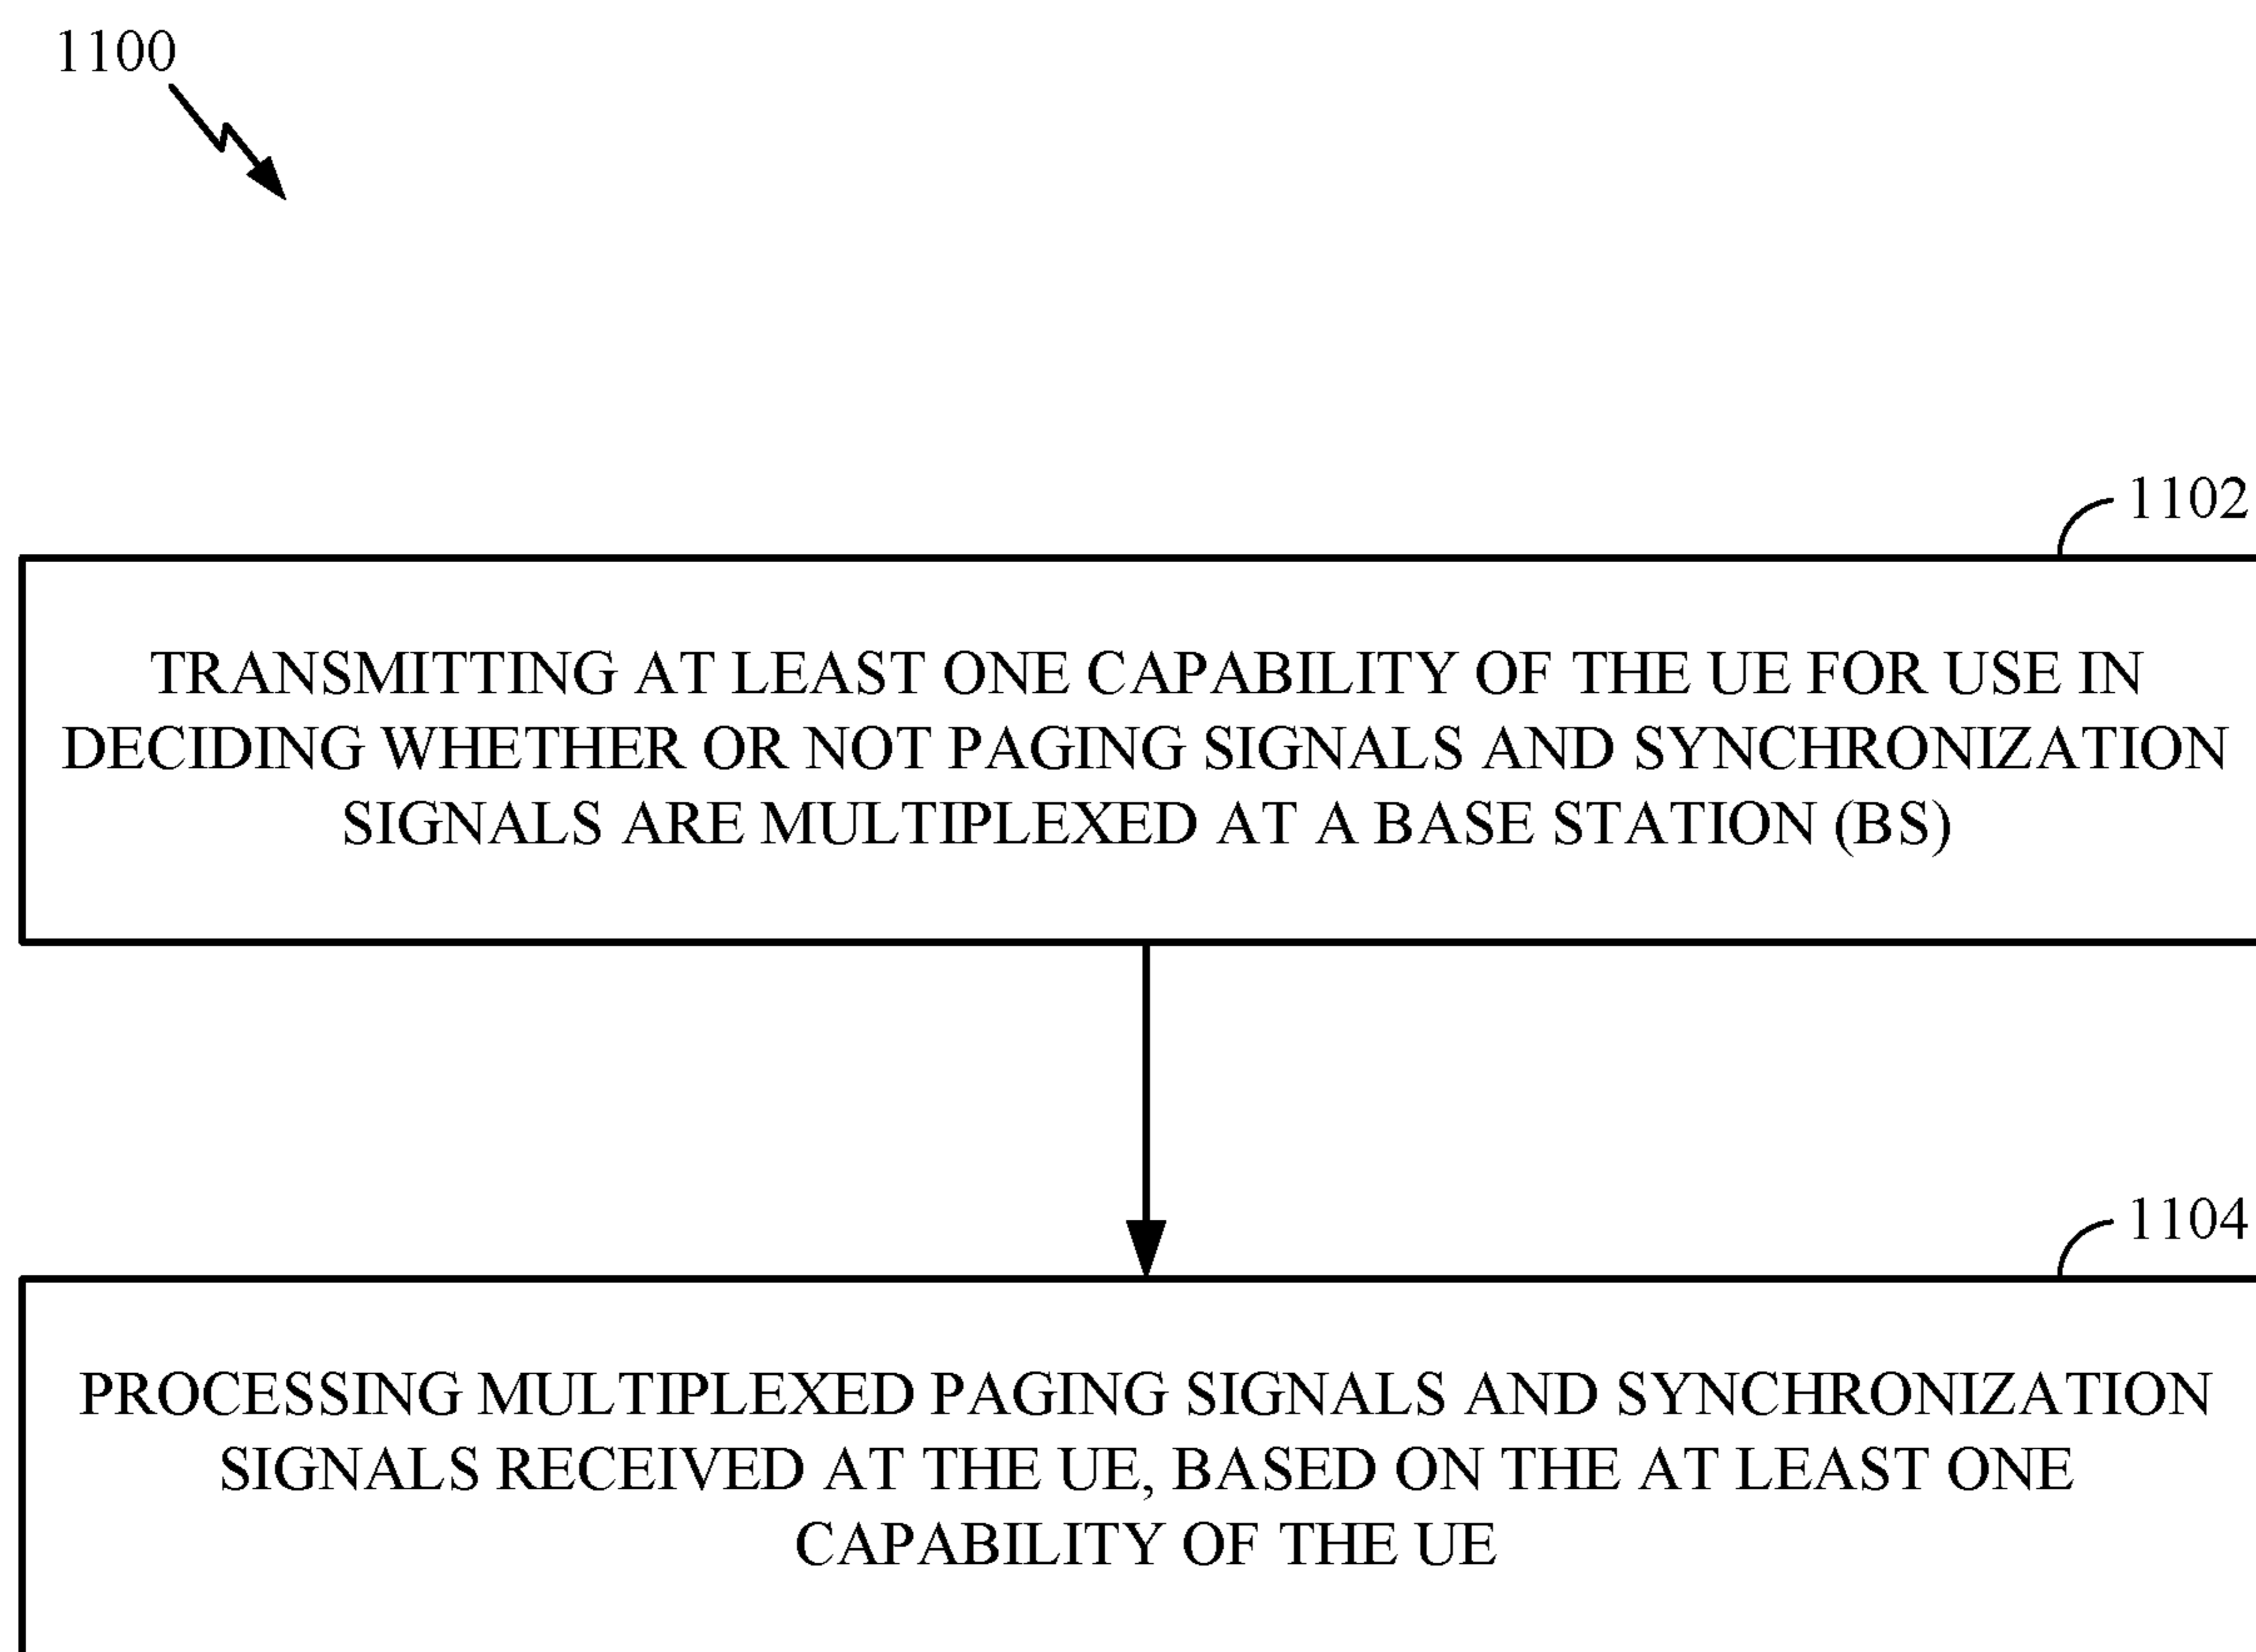 1100
1102
TRANSMITTING AT LEAST ONE CAPABILITY OF THE UE FOR USE IN
DECIDING WHETHER OR NOT PAGING SIGNALS AND SYNCHRONIZATION
SIGNALS ARE MULTIPLEXED AT A BASE STATION (BS)
1104
PROCESSING MULTIPLEXED PAGING SIGNALS AND SYNCHRONIZATION
SIGNALS RECEIVED AT THE UE, BASED ON THE AT LEAST ONE
CAPABILITY OF THE UE